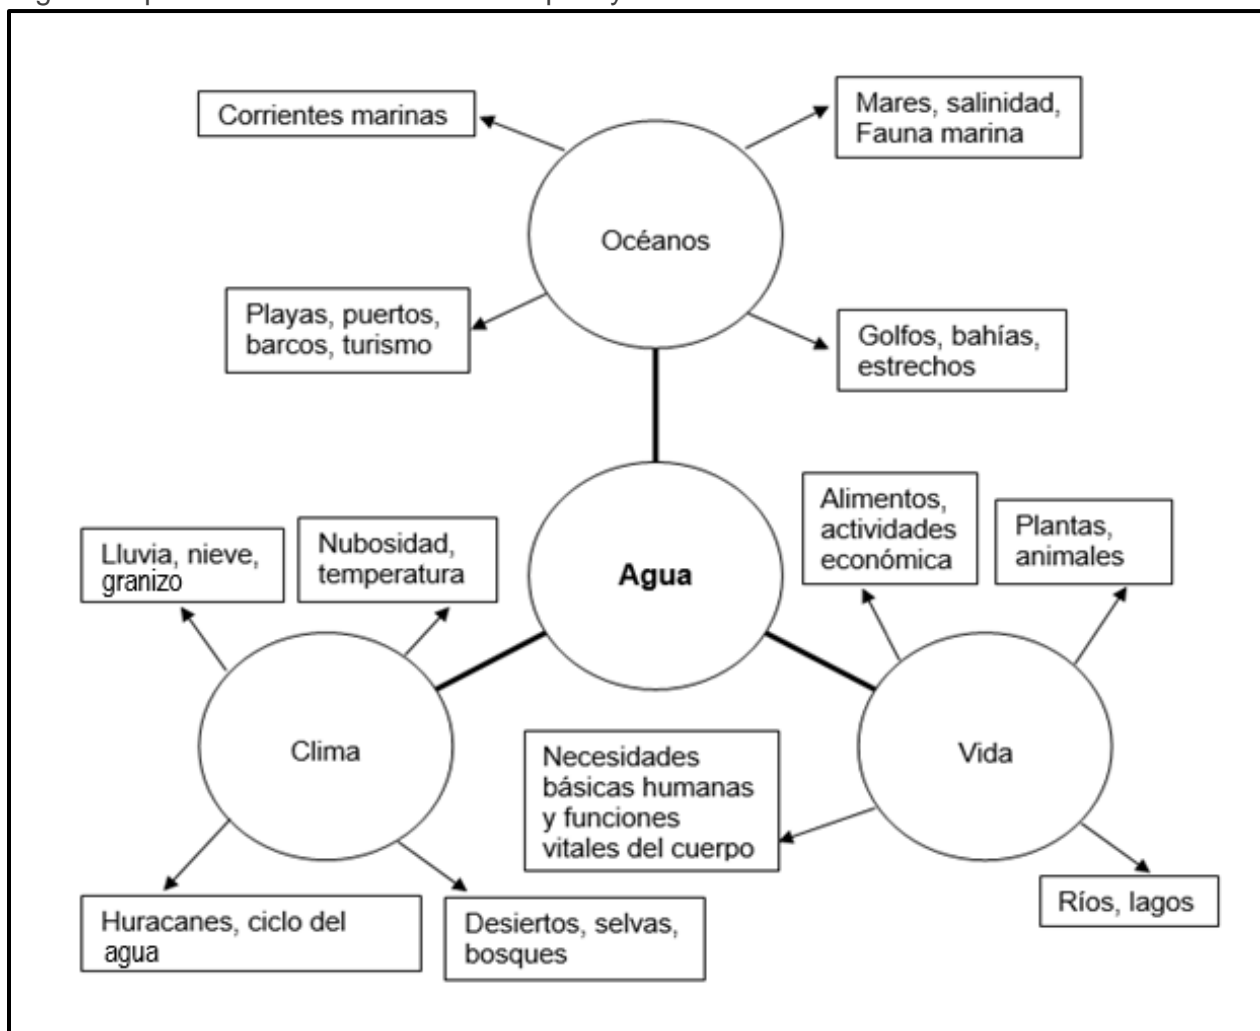 Corrientes marinas
Mares, salinidad,
Fauna marina
Océanos
Playas, puertos,
barcos, turismo
Golfos, bahías,
estrechos
Agua
Alimentos,
actividades
económica
Plantas,
animales
Lluvia, nieve,
granizo
Nubosidad,
temperatura
Clima
Necesidades
básicas humanas
y funciones
vitales del cuerpo
Vida
Huracanes, ciclo del
agua
Desiertos, selvas,
bosques
Ríos, lagos